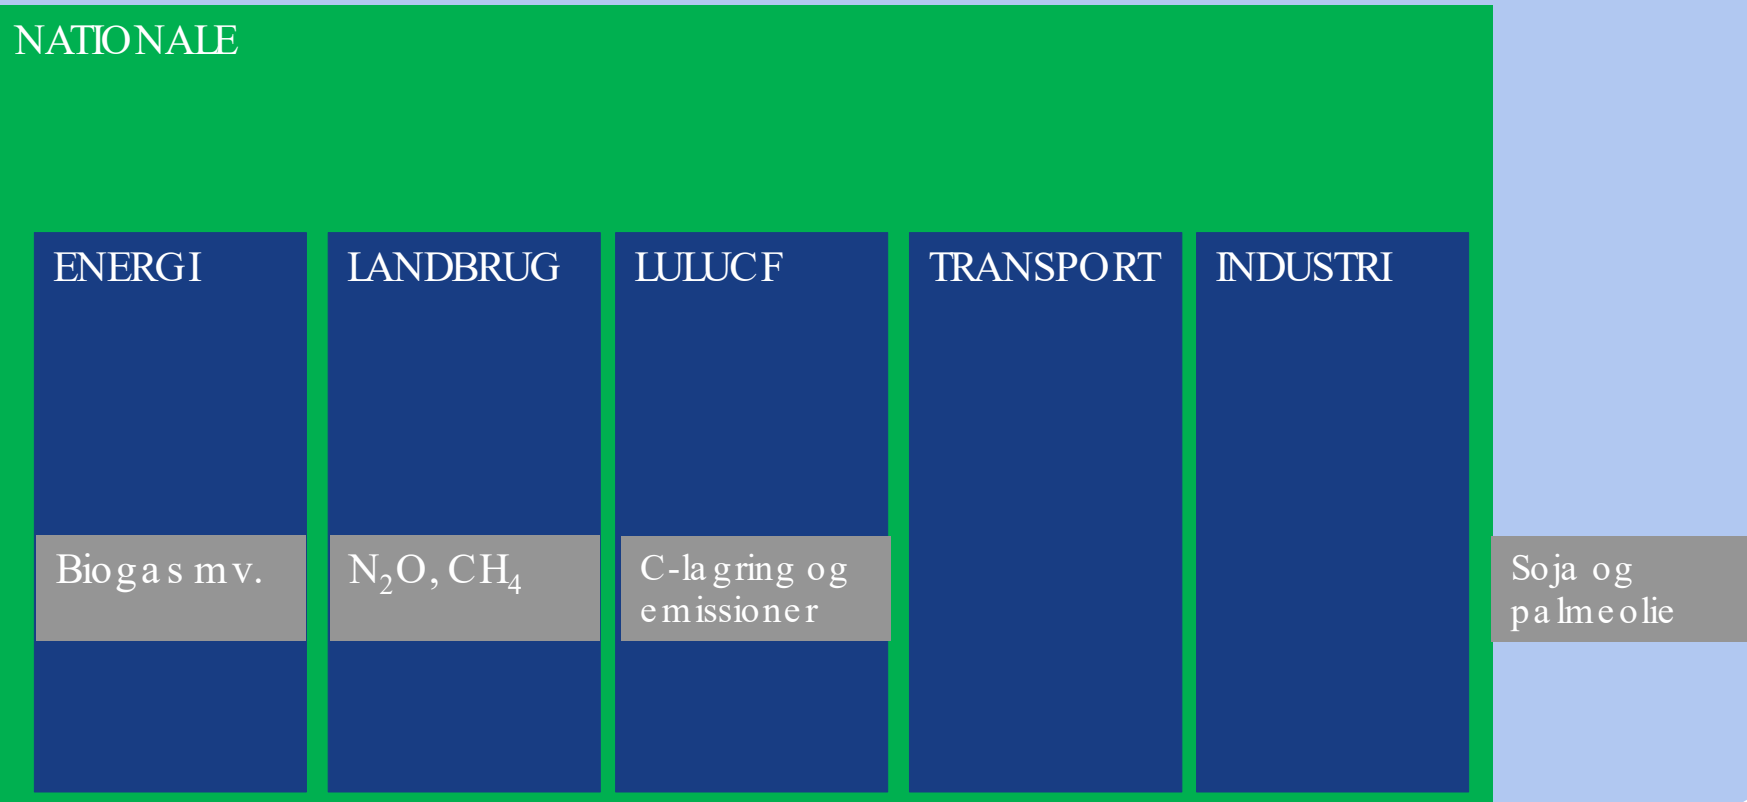 NATIONALE
ENERGI
LANDBRUG
LULUCF
TRANSPORT
INDUSTRI
Biogas mv.
N₂O, CH₄
C-lagring og
emissioner
Soja og
palmeolie